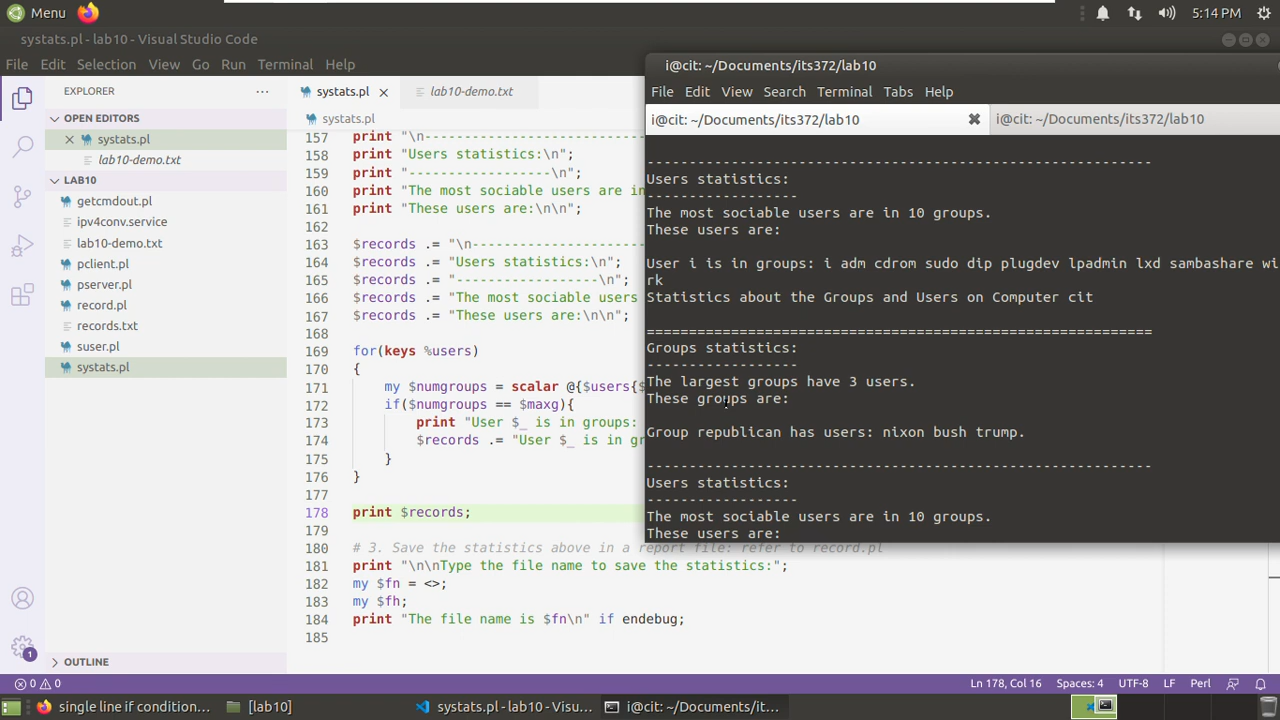 Menu
5:14 PM
systats.pl - lab10 - Visual Studio Code
File Edit Selection View Go Run Terminal Help
EXPLORER
OPEN EDITORS
systats.pl
lab10-demo.txt
LAB10
getcmdout.pl
ipv4conv.service
lab10-demo.txt
pclient.pl
pserver.pl
record.pl
records.txt
suser.pl
systats.pl
OUTLINE
systats.pl
lab10-demo.txt
systats.pl
157 print "\n--------------------------
158 print "Users statistics:\n";
159 print "------------------\n";
160 print "The most sociable users are in
161 print "These users are:\n\n";
162
163 $records .= "\n--------------------
164 $records .= "Users statistics:\n";
165 $records .= "------------------\n";
166 $records .= "The most sociable users
167 $records .= "These users are:\n\n";
168
169 for(keys %users)
170 {
171 my $numgroups = scalar @{$users{$
172 if($numgroups == $maxg){
173 print "User $_ is in groups:
174 $records .= "User $_ is in gr
175 }
176 }
177
178 print $records;
179
180 # 3. Save the statistics above in a report file: refer to record.pl
181 print "\n\nType the file name to save the statistics:";
182 my $fn = <>;
183 my $fh;
184 print "The file name is $fn\n" if endebug;
185
i@cit: ~/Documents/its372/lab10
File Edit View Search Terminal Tabs Help
i@cit: ~/Documents/its372/lab10
i@cit: ~/Documents/its372/lab10
------------------------------------------------------------
Users statistics:
------------------
The most sociable users are in 10 groups.
These users are:
User i is in groups: i adm cdrom sudo dip plugdev lpadmin lxd sambashare wi
rk
Statistics about the Groups and Users on Computer cit
============================================================
Groups statistics:
------------------
The largest groups have 3 users.
These groups are:
Group republican has users: nixon bush trump.
------------------------------------------------------------
Users statistics:
------------------
The most sociable users are in 10 groups.
These users are:
0 0
Ln 178, Col 16 Spaces: 4 UTF-8 LF Perl
1
single line if condition...
[lab10]
systats.pl - lab10 - Visu...
i@cit: ~/Documents/it...